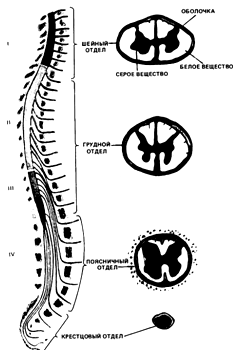 ОБОЛОЧКА
I
ШЕЙНЫЙ
ОТДЕЛ
СЕРОЕ ВЕЩЕСТВО
БЕЛОЕ ВЕЩЕСТВО
II
ГРУДНОЙ
ОТДЕЛ
III
IV
ПОЯСНИЧНЫЙ
ОТДЕЛ
КРЕСТЦОВЫЙ ОТДЕЛ